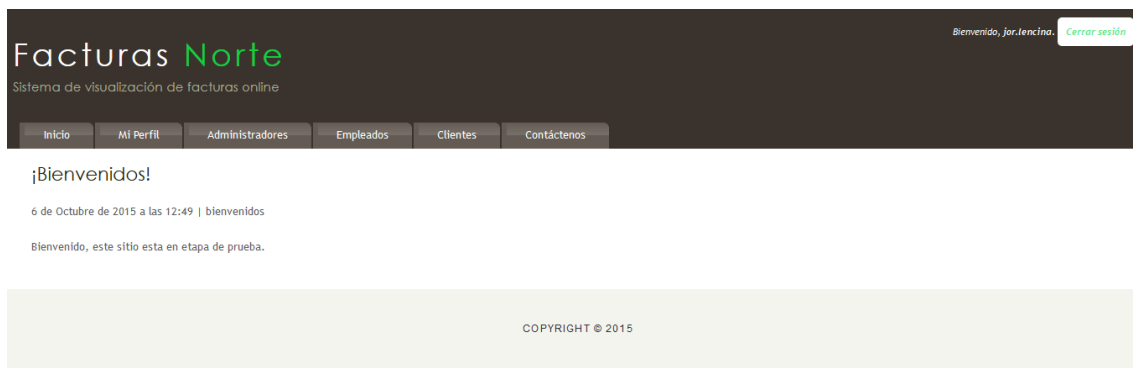 Bienvenido, jor.lencina. Cerrar sesión
Facturas Norte
Sistema de visualización de facturas online
Inicio Mi Perfil Administradores Empleados Clientes Contáctenos
¡Bienvenidos!
6 de Octubre de 2015 a las 12:49 | bienvenidos
Bienvenido, este sitio esta en etapa de prueba.
COPYRIGHT © 2015